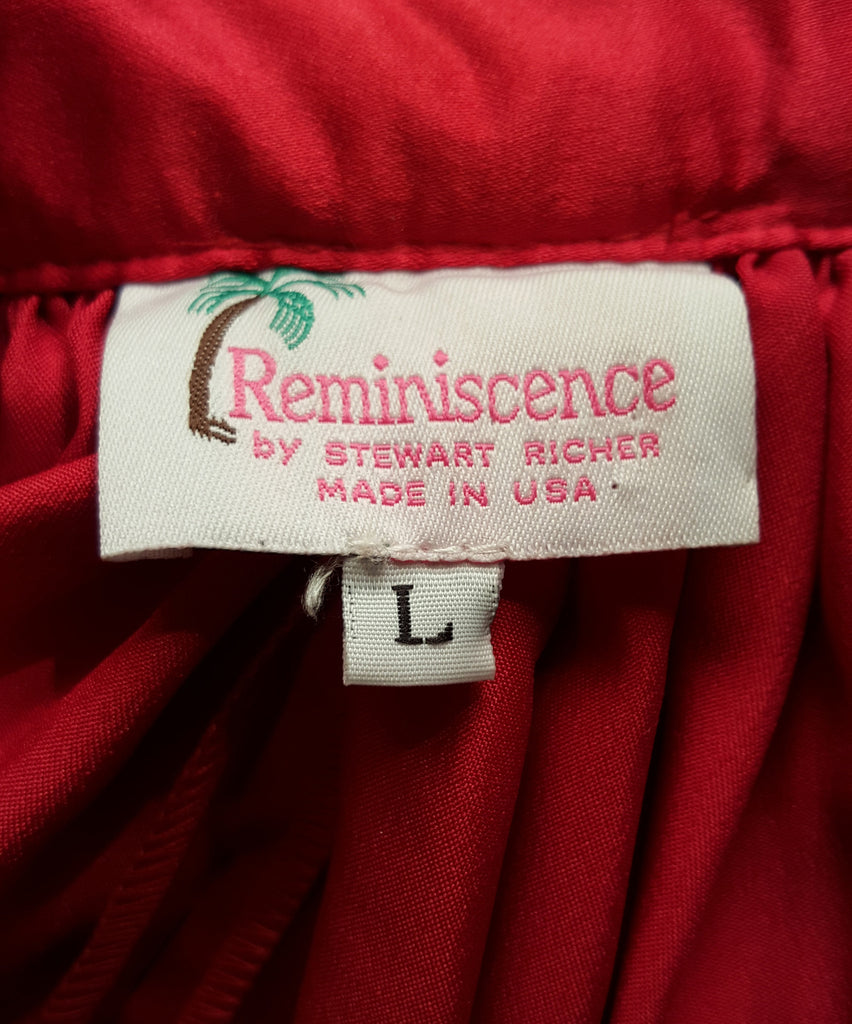 Reminiscence
by STEWART RICHER
MADE IN USA
L